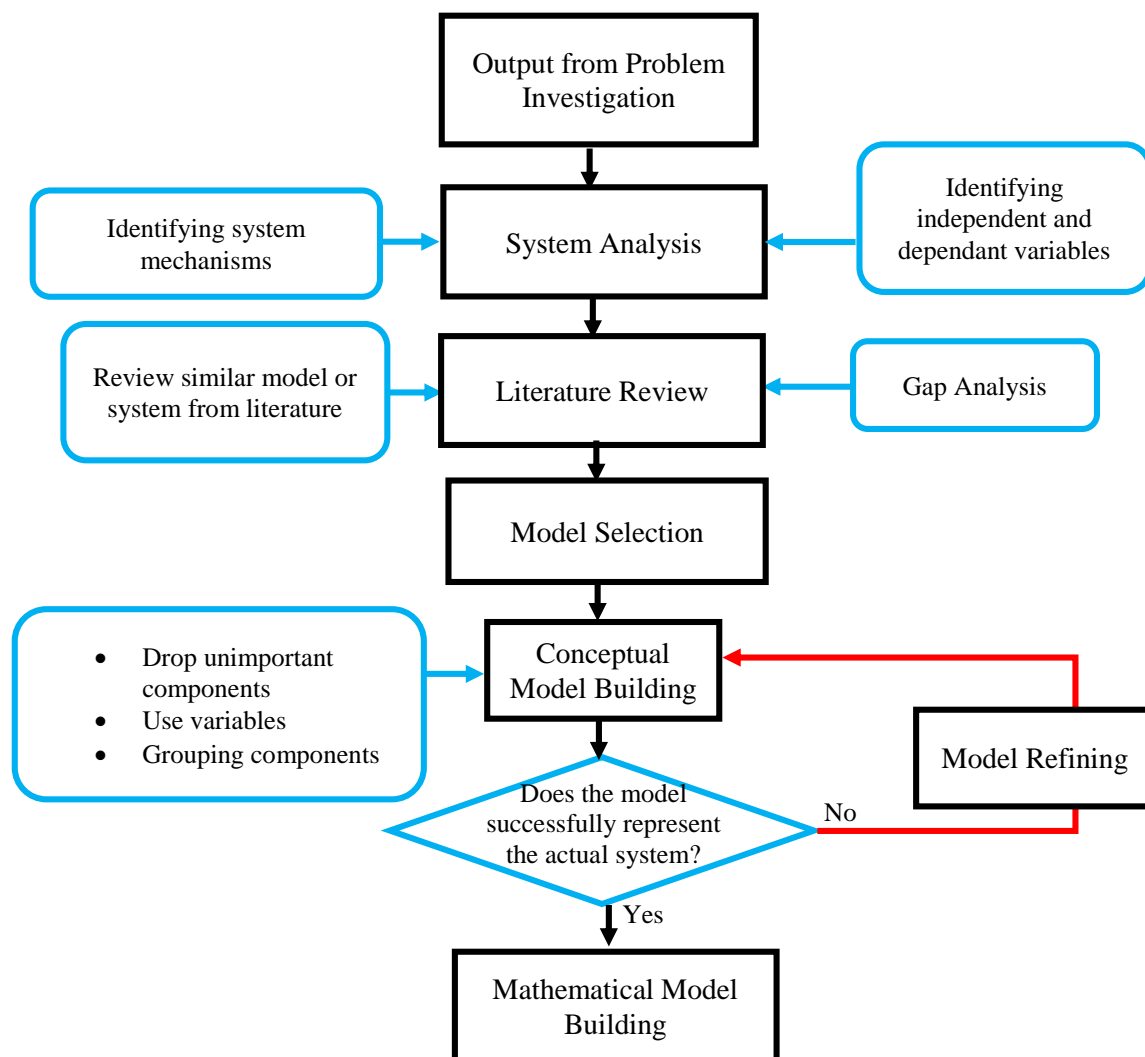 Output from Problem
Investigation
Identifying system
mechanisms
System Analysis
Identifying
independent and
dependant variables
Review similar model or
system from literature
Literature Review
Gap Analysis
Model Selection
• Drop unimportant
components
• Use variables
• Grouping components
Conceptual
Model Building
Model Refining
Does the model
successfully represent
the actual system?
No
Yes
Mathematical Model
Building